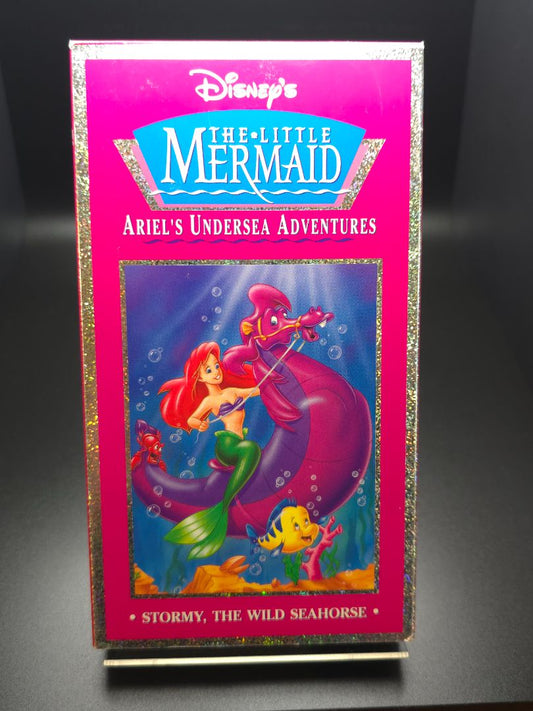 Disney's
THE • LITTLE
MERMAID
ARIEL'S UNDERSEA ADVENTURES
• STORMY, THE WILD SEAHORSE •